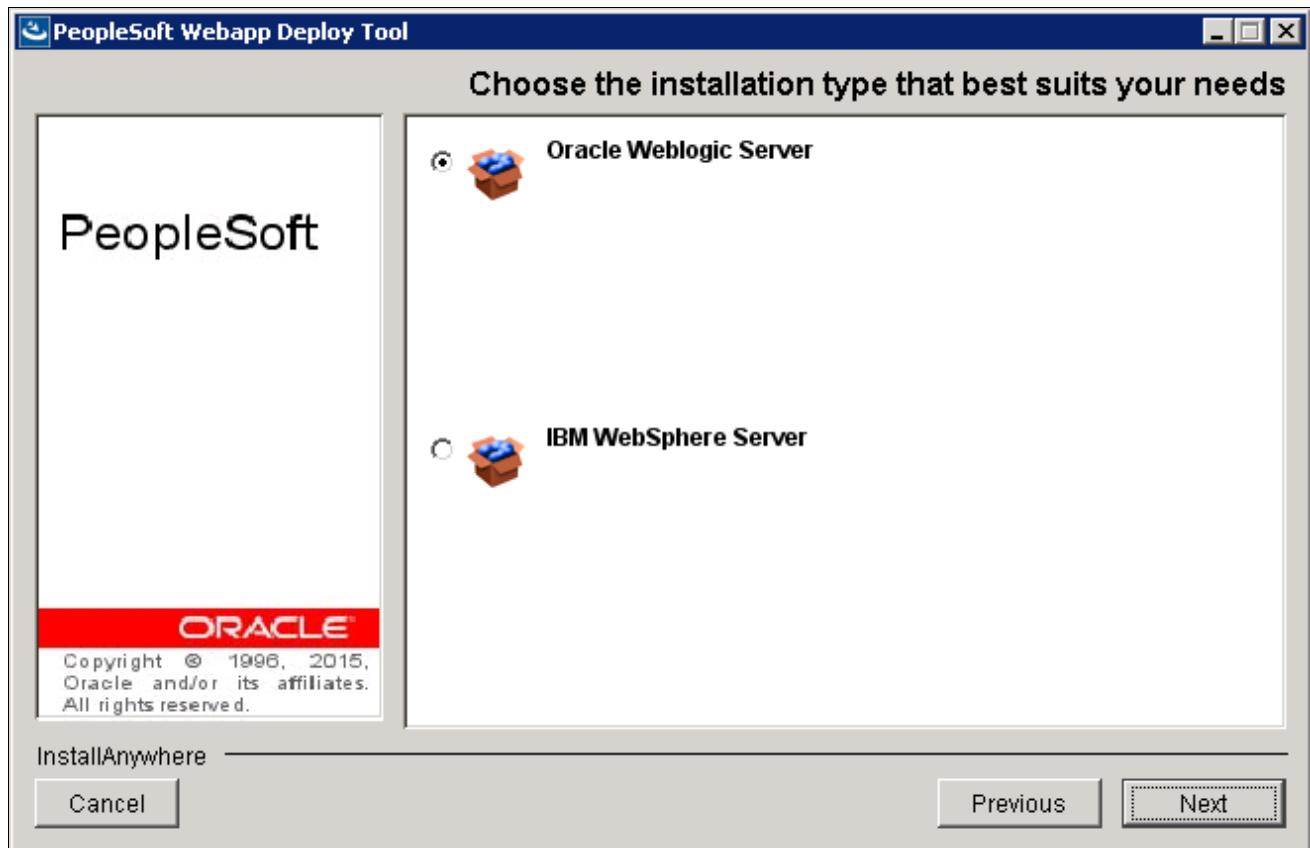 PeopleSoft Webapp Deploy Tool
Choose the installation type that best suits your needs
PeopleSoft
ORACLE
Copyright © 1996, 2015,
Oracle and/or its affiliates.
All rights reserved.
Oracle Weblogic Server
IBM WebSphere Server
InstallAnywhere
Cancel
Previous
Next